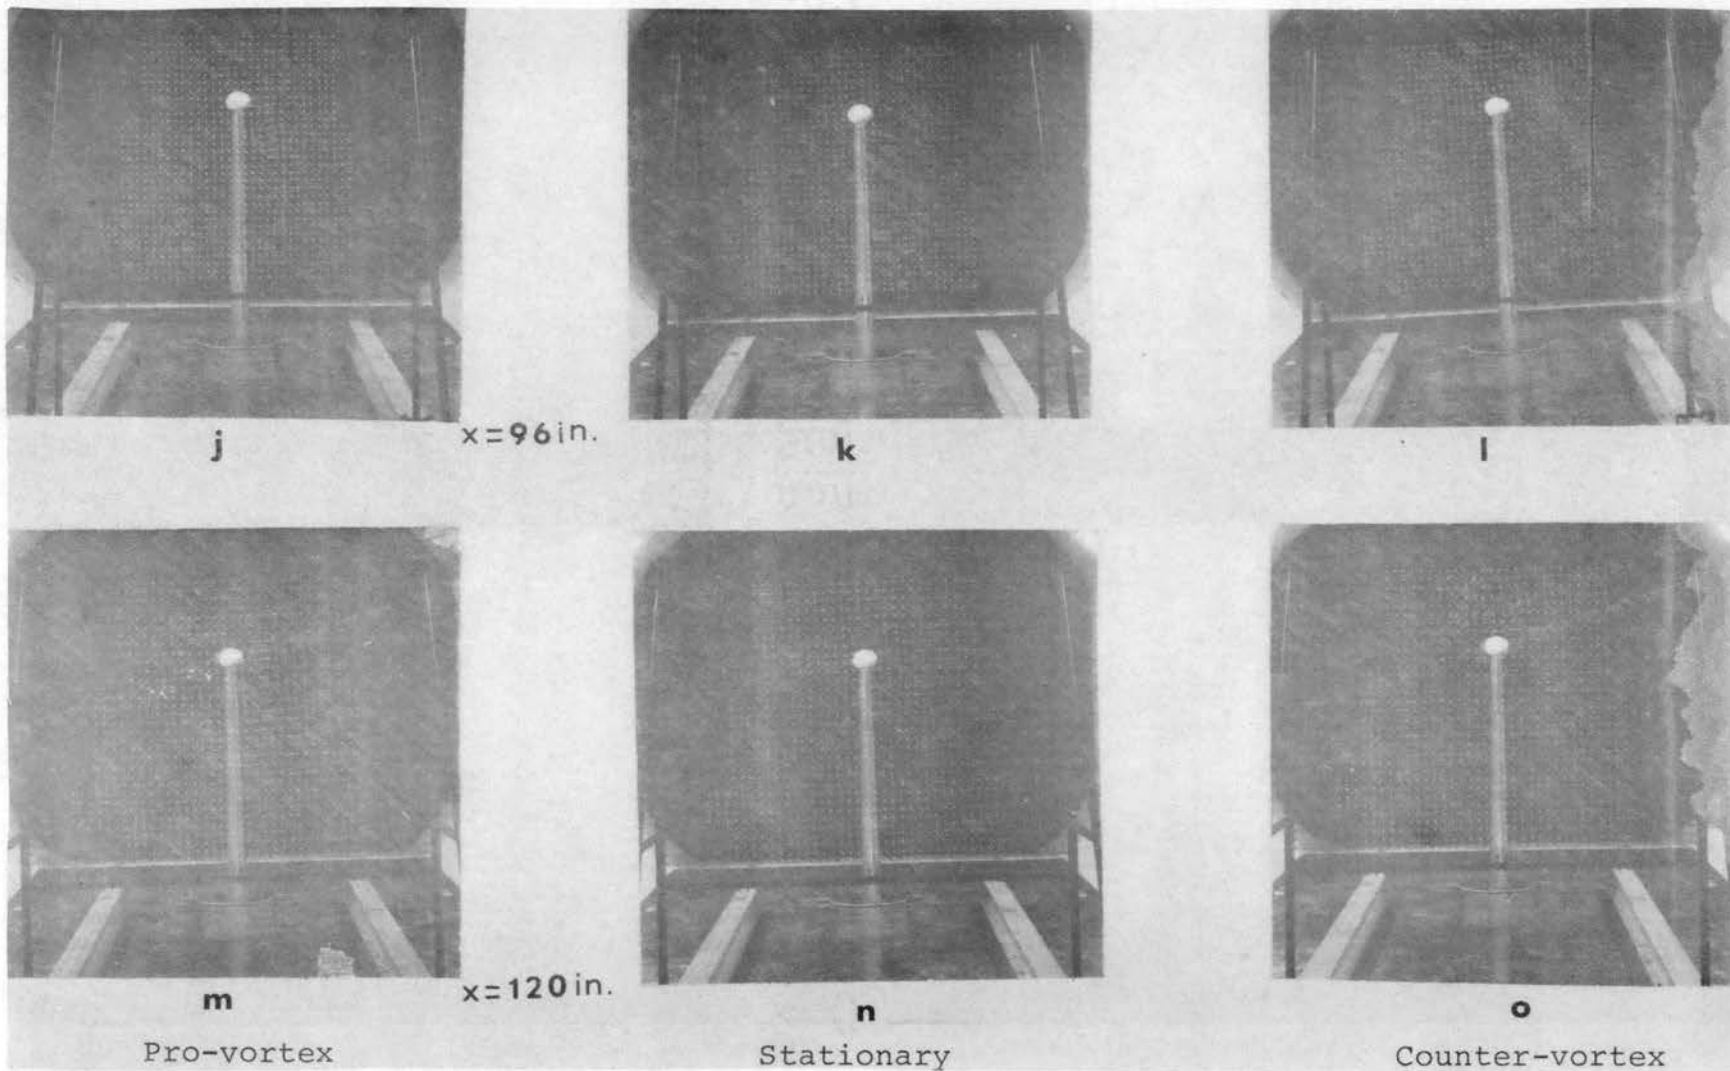 j
x=96in.
k
l
m
x=120in.
n
o
Pro-vortex
Stationary
Counter-vortex